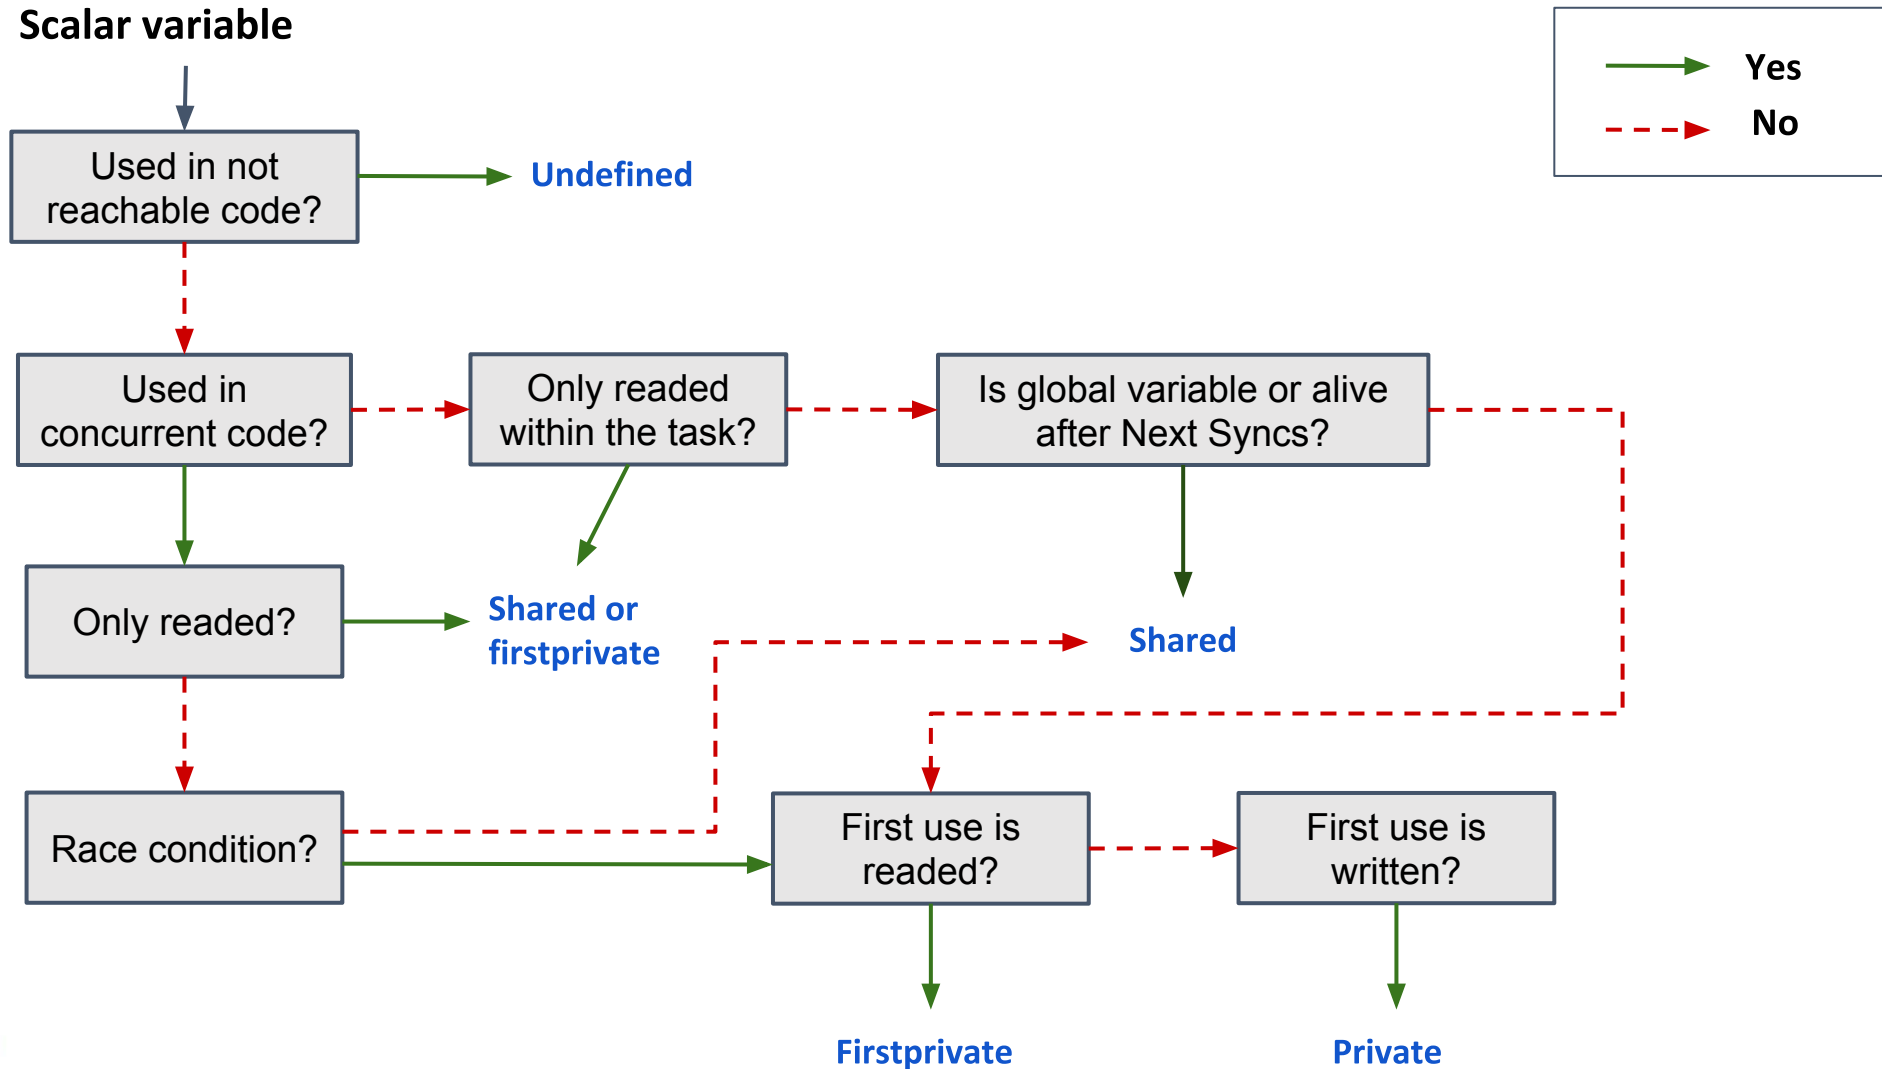 Scalar variable
Yes
No
Used in not
reachable code?
Undefined
Used in
concurrent code?
Only readed
within the task?
Is global variable or alive
after Next Syncs?
Only readed?
Shared or
firstprivate
Shared
Race condition?
First use is
readed?
First use is
written?
Firstprivate
Private